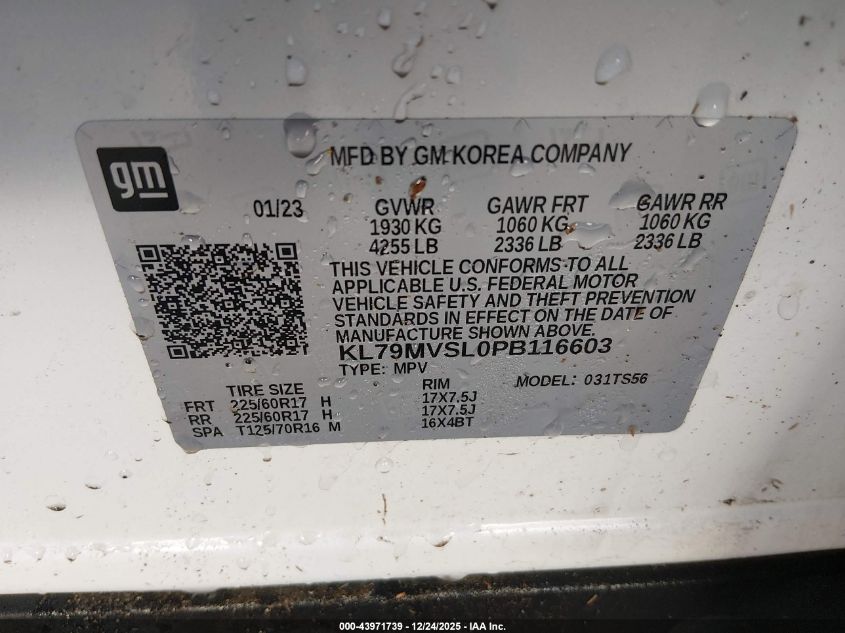 gm
MFD BY GM KOREA COMPANY
01/23 GVWR GAWR FRT GAWR RR
1930 KG 1060 KG 1060 KG
4255 LB 2336 LB 2336 LB
THIS VEHICLE CONFORMS TO ALL
APPLICABLE U.S. FEDERAL MOTOR
VEHICLE SAFETY AND THEFT PREVENTION
STANDARDS IN EFFECT ON THE DATE OF
MANUFACTURE SHOWN ABOVE.
KL79MVSL0PB116603
TYPE: MPV MODEL: 031TS56
TIRE SIZE RIM
FRT 225/60R17 H 17X7.5J
RR 225/60R17 H 17X7.5J
SPA T125/70R16 M 16X4BT
000-43971739 - 12/24/2025 - IAA Inc.